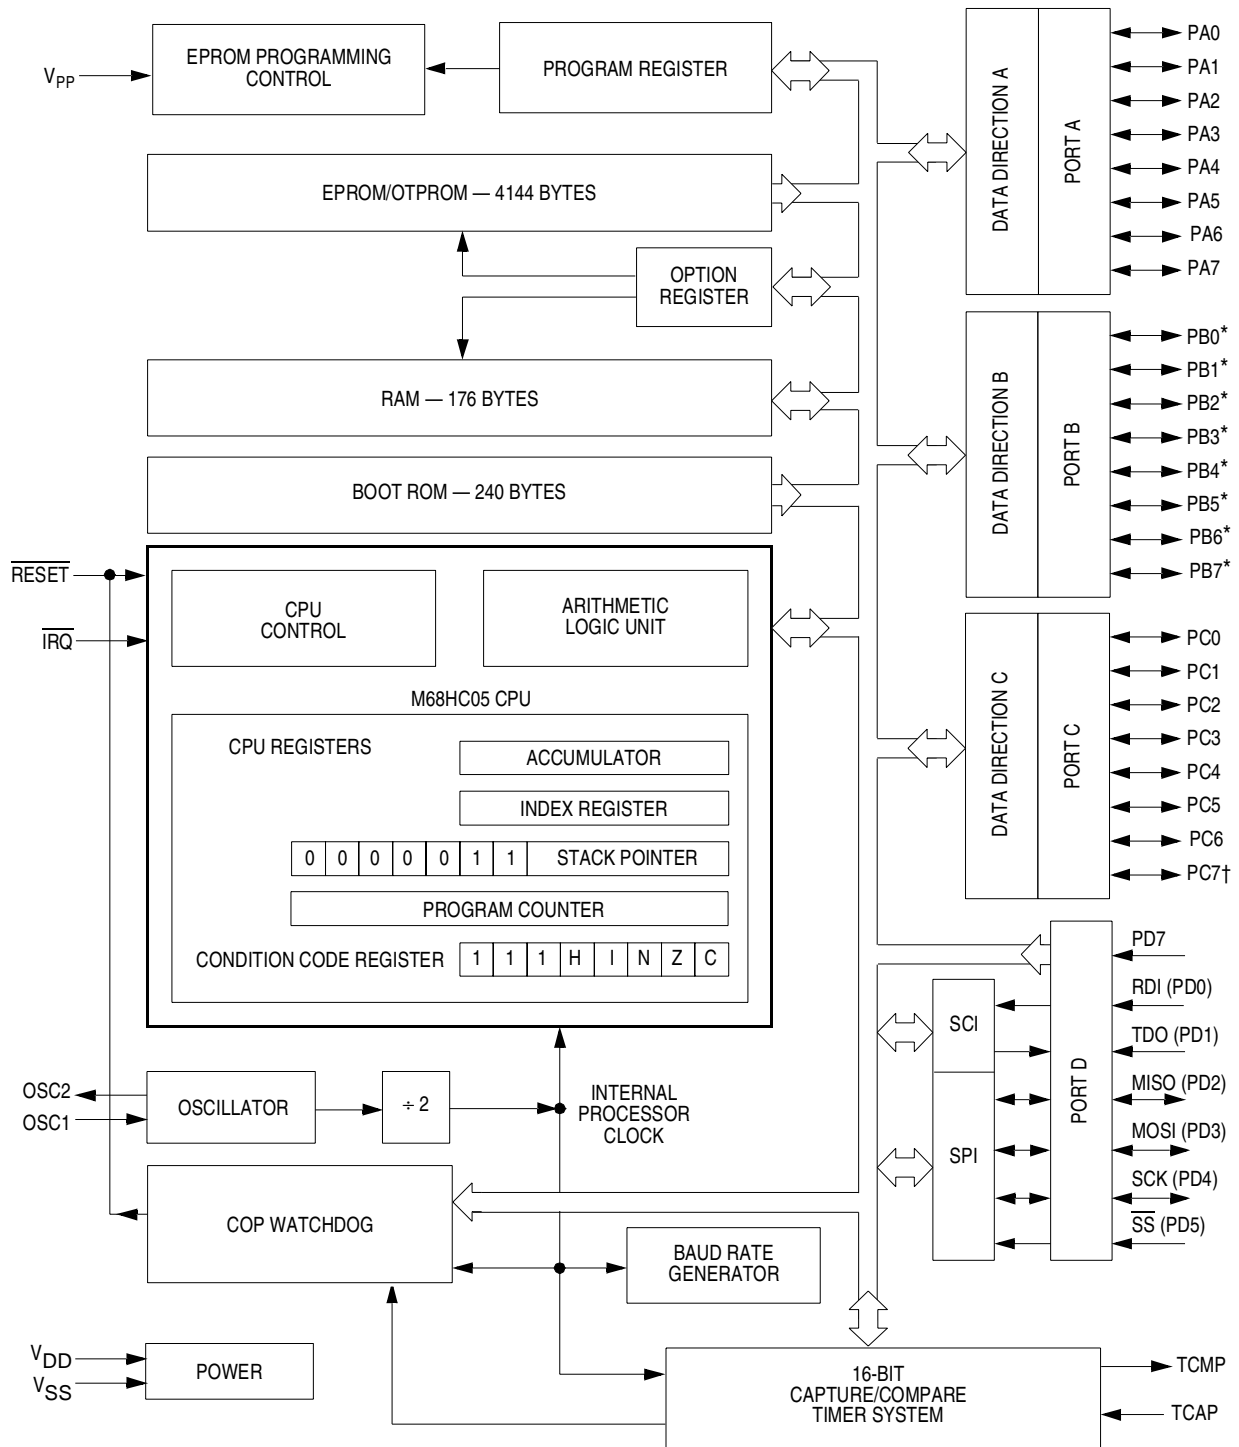 EPROM PROGRAMMING
CONTROL
PROGRAM REGISTER
VPP
EPROM/OTPROM — 4144 BYTES
OPTION
REGISTER
RAM — 176 BYTES
BOOT ROM — 240 BYTES
RESET
IRQ
CPU
CONTROL
ARITHMETIC
LOGIC UNIT
M68HC05 CPU
CPU REGISTERS
ACCUMULATOR
INDEX REGISTER
0 0 0 0 0 1 1 STACK POINTER
PROGRAM COUNTER
CONDITION CODE REGISTER 1 1 1 H I N Z C
OSC2
OSC1
OSCILLATOR
÷ 2
INTERNAL
PROCESSOR
CLOCK
COP WATCHDOG
BAUD RATE
GENERATOR
VDD
VSS
POWER
16-BIT
CAPTURE/COMPARE
TIMER SYSTEM
TCMP
TCAP
DATA DIRECTION A
PORT A
PA0
PA1
PA2
PA3
PA4
PA5
PA6
PA7
DATA DIRECTION B
PORT B
PB0*
PB1*
PB2*
PB3*
PB4*
PB5*
PB6*
PB7*
DATA DIRECTION C
PORT C
PC0
PC1
PC2
PC3
PC4
PC5
PC6
PC7†
SCI
SPI
PORT D
PD7
RDI (PD0)
TDO (PD1)
MISO (PD2)
MOSI (PD3)
SCK (PD4)
SS (PD5)